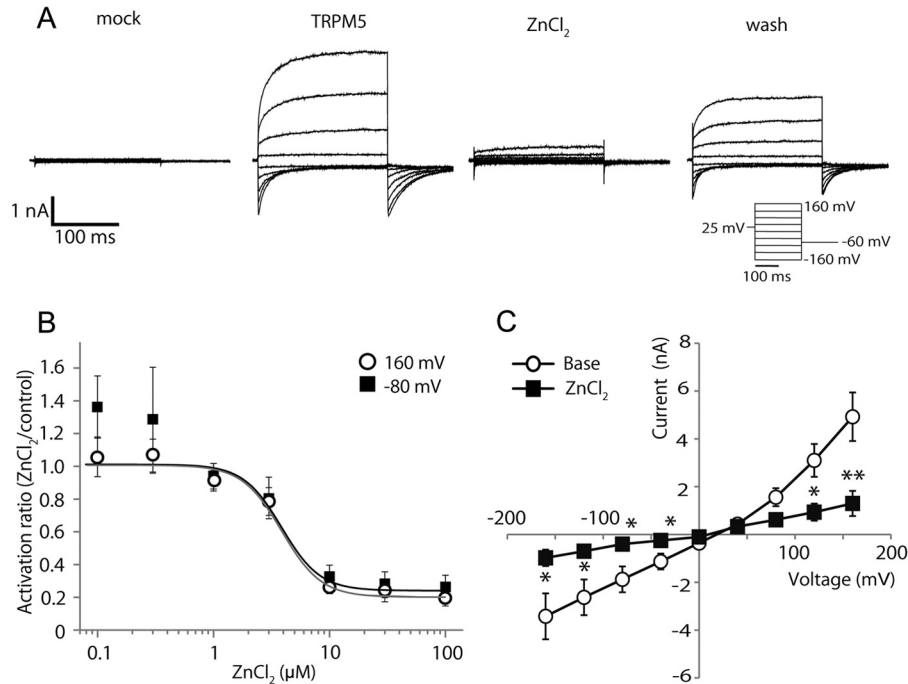 A
mock
TRPM5
ZnCl2
wash
1 nA
100 ms
160 mV
25 mV
-60 mV
-160 mV
100 ms
B
Activation ratio (ZnCl2/control)
1.6
1.4
1.2
1.0
0.8
0.6
0.4
0.2
0
160 mV
-80 mV
0.1
1
10
100
ZnCl2 (µM)
C
Base
ZnCl2
Current (nA)
8
6
4
2
0
-2
-4
-6
-200
-100
100
200
Voltage (mV)
*
*
*
*
*
**